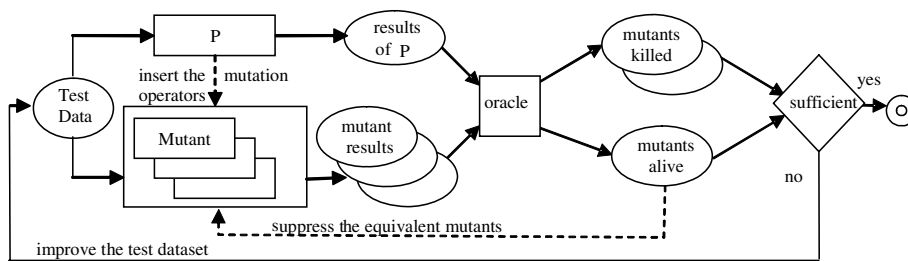 P
results
of P
mutants
killed
insert the mutation
operators
Test
Data
oracle
yes
sufficient
Mutant
mutant
results
mutants
alive
no
suppress the equivalent mutants
improve the test dataset